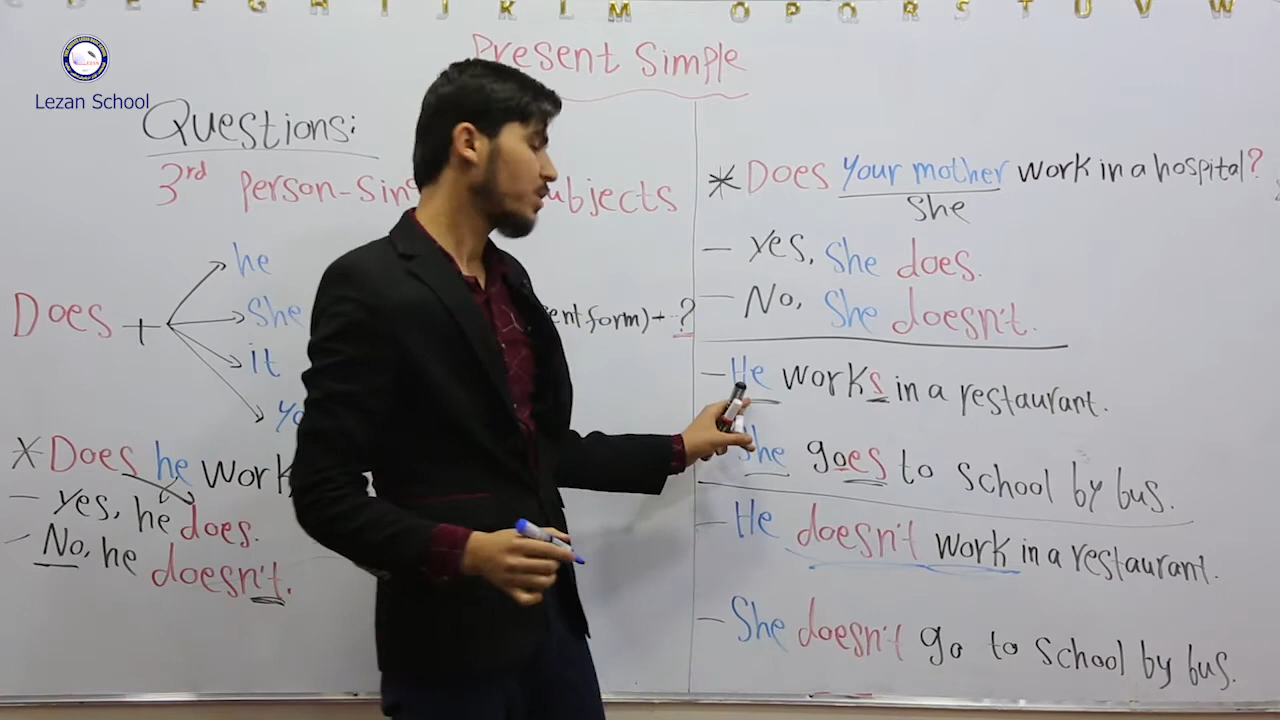 F G H I J K L M O P Q R S T U V W
Lezan School
Present Simple
Questions:
3rd person-Sin ubjects
Does +
he
She
it
yo
ent form) + ?
* Does he work
- Yes, he does.
- No, he doesn't.
* Does your mother work in a hospital?
She
- Yes, She does.
- No, She doesn't.
- He works in a restaurant.
She goes to school by bus.
- He doesn't work in a restaurant.
- She doesn't go to school by bus.